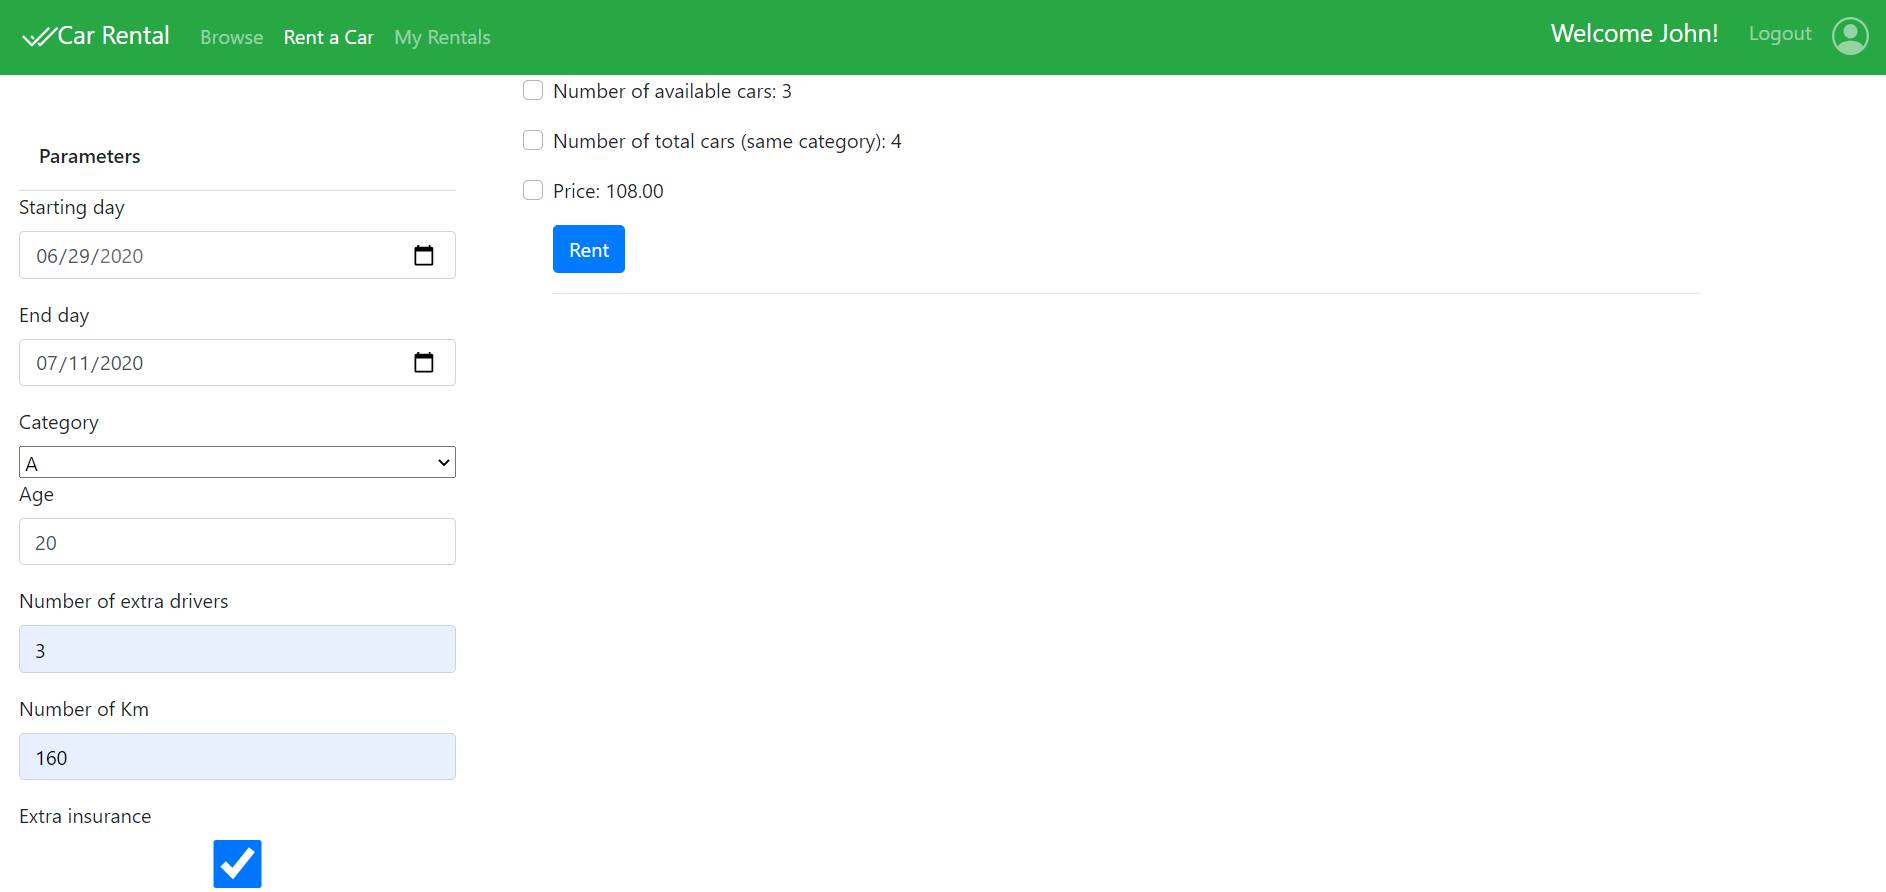 Car Rental Browse Rent a Car My Rentals Welcome John! Logout
Parameters
Starting day
06/29/2020
End day
07/11/2020
Category
A
Age
20
Number of extra drivers
3
Number of Km
160
Extra insurance
Number of available cars: 3
Number of total cars (same category): 4
Price: 108.00
Rent